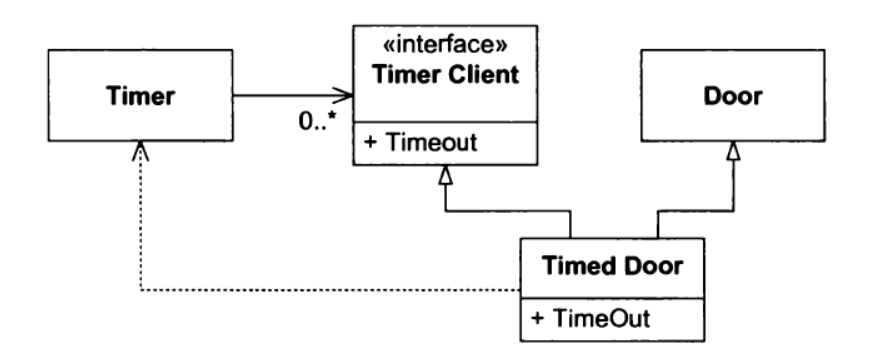 «interface»
Timer Client
Timer
Door
0..*
+ Timeout
Timed Door
+ TimeOut